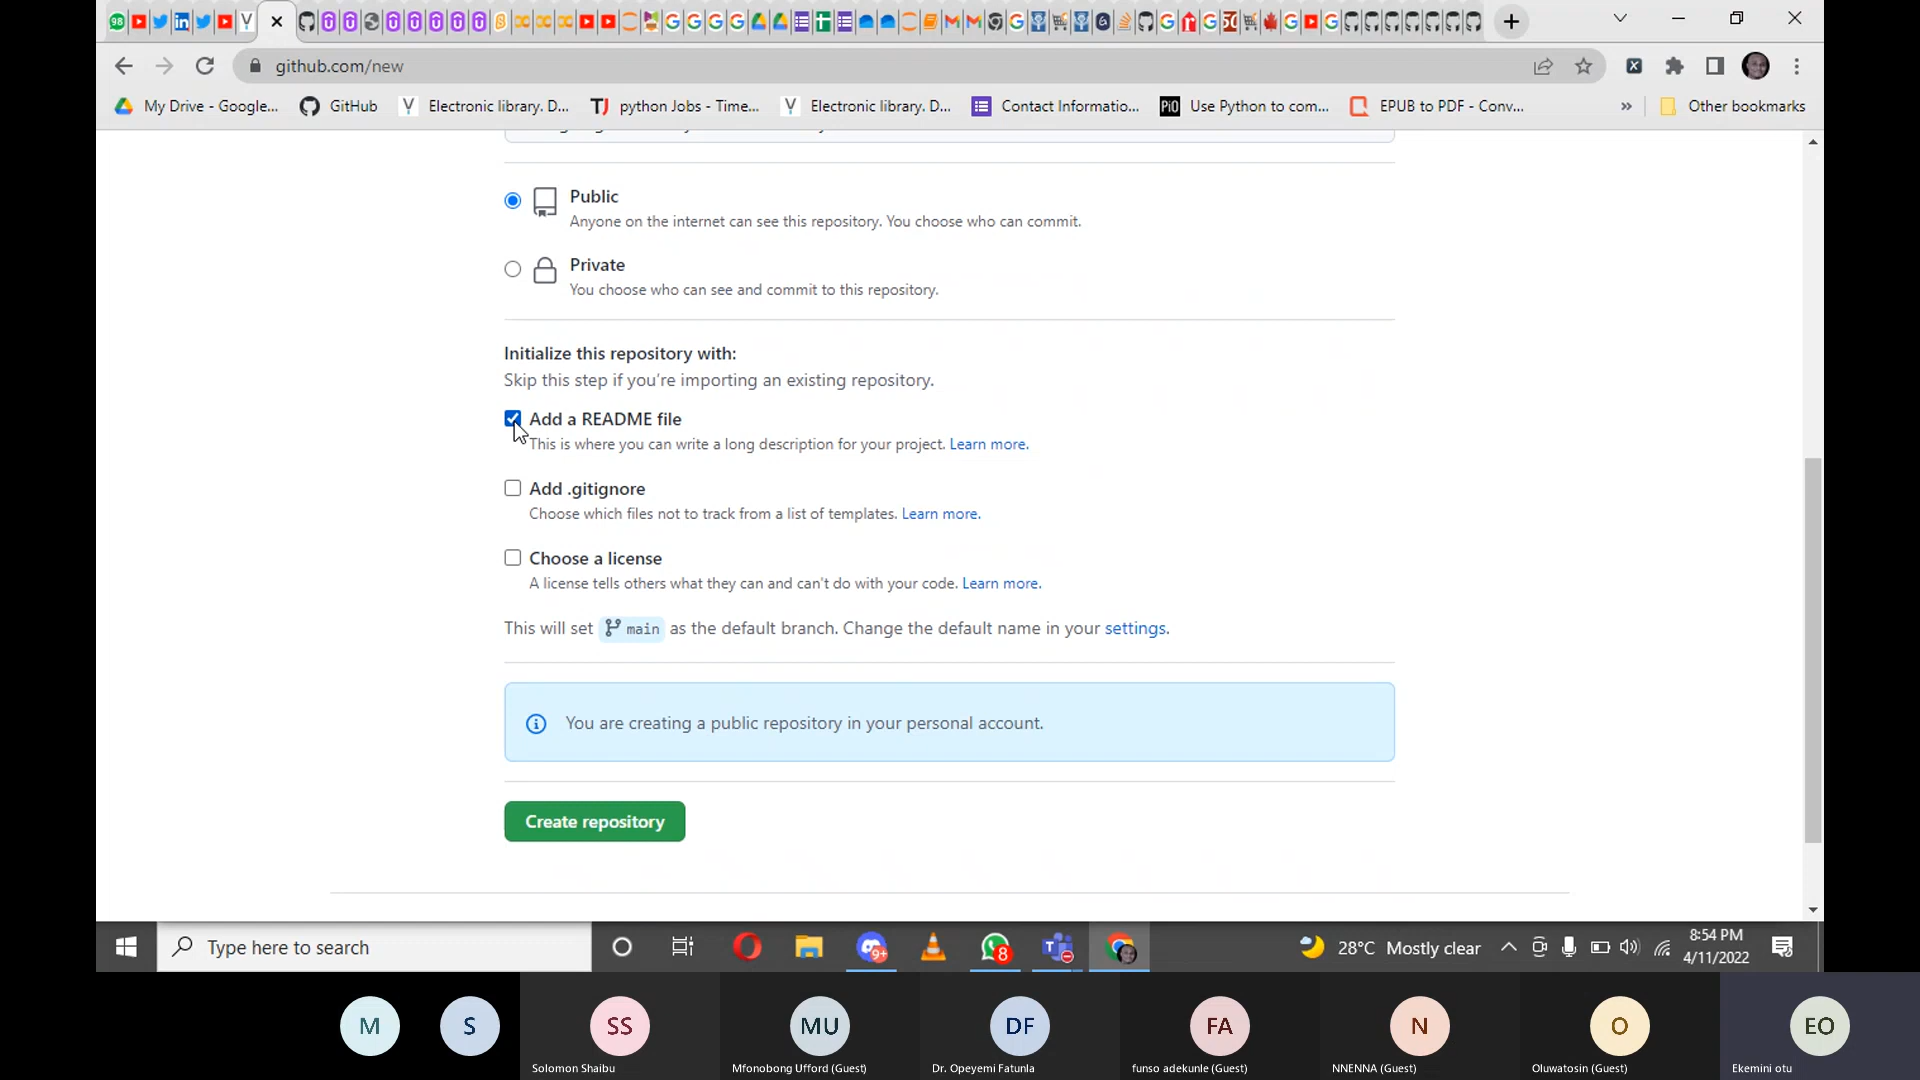 98
50
github.com/new
My Drive - Google...
GitHub
Electronic library. D...
TJ
python Jobs - Time...
Electronic library. D...
Contact Informatio...
PiO
Use Python to com...
EPUB to PDF - Conv...
»
Other bookmarks
Public
Anyone on the internet can see this repository. You choose who can commit.
Private
You choose who can see and commit to this repository.
Initialize this repository with:
Skip this step if you're importing an existing repository.
Add a README file
This is where you can write a long description for your project. Learn more.
Add .gitignore
Choose which files not to track from a list of templates. Learn more.
Choose a license
A license tells others what they can and can't do with your code. Learn more.
This will set main as the default branch. Change the default name in your settings.
You are creating a public repository in your personal account.
Create repository
Type here to search
9+
8
28°C Mostly clear
8:54 PM
4/11/2022
M
S
SS
MU
DF
FA
N
O
EO
Solomon Shaibu
Mfonobong Ufford (Guest)
Dr. Opeyemi Fatunla
funso adekunle (Guest)
NNENNA (Guest)
Oluwatosin (Guest)
Ekemini otu